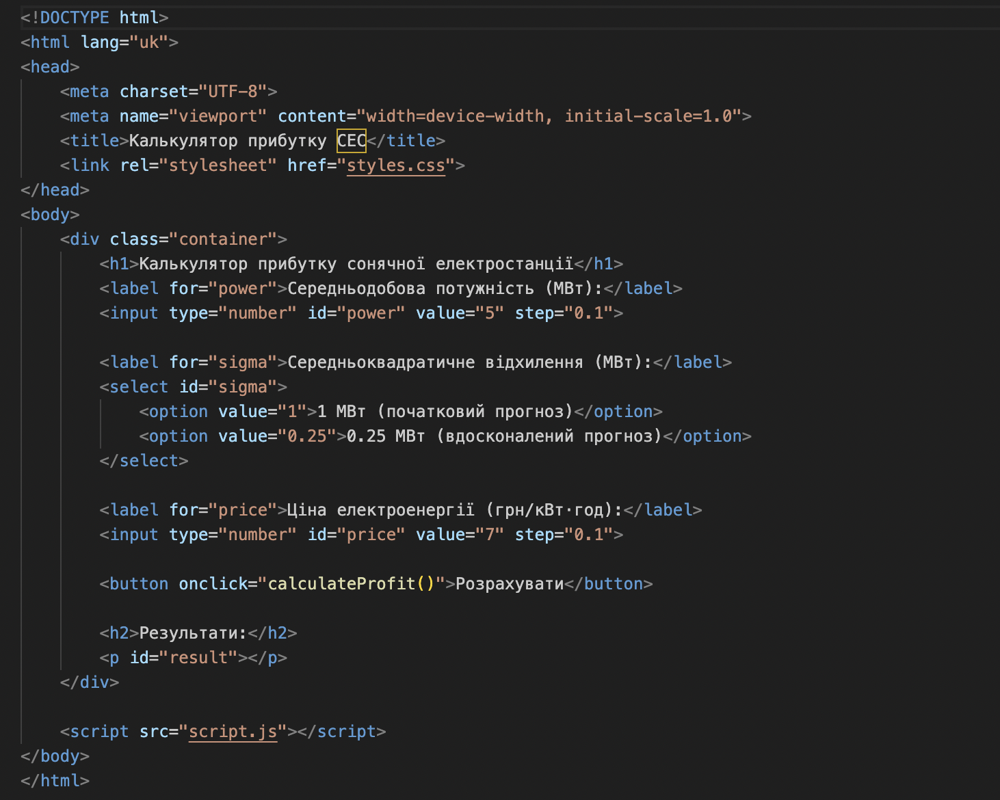 <!DOCTYPE html>
<html lang="uk">
<head>
    <meta charset="UTF-8">
    <meta name="viewport" content="width=device-width, initial-scale=1.0">
    <title>Калькулятор прибутку СЕС</title>
    <link rel="stylesheet" href="styles.css">
</head>
<body>
    <div class="container">
        <h1>Калькулятор прибутку сонячної електростанції</h1>
        <label for="power">Середньодобова потужність (МВт):</label>
        <input type="number" id="power" value="5" step="0.1">

        <label for="sigma">Середньоквадратичне відхилення (МВт):</label>
        <select id="sigma">
            <option value="1">1 МВт (початковий прогноз)</option>
            <option value="0.25">0.25 МВт (вдосконалений прогноз)</option>
        </select>

        <label for="price">Ціна електроенергії (грн/кВт·год):</label>
        <input type="number" id="price" value="7" step="0.1">

        <button onclick="calculateProfit()">Розрахувати</button>

        <h2>Результати:</h2>
        <p id="result"></p>
    </div>

    <script src="script.js"></script>
</body>
</html>